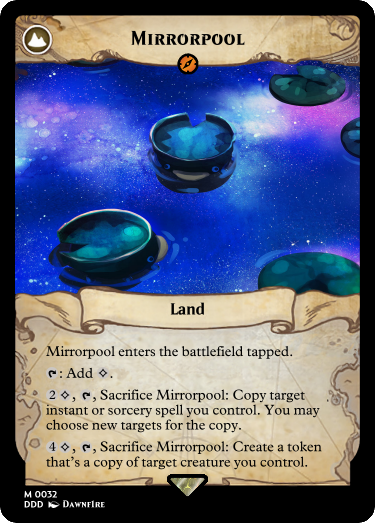 Mirrorpool
Land
Mirrorpool enters the battlefield tapped.
: Add .
2 , , Sacrifice Mirrorpool: Copy target
instant or sorcery spell you control. You may
choose new targets for the copy.
4 , , Sacrifice Mirrorpool: Create a token
that's a copy of target creature you control.
M 0032
DDD Dawnfire